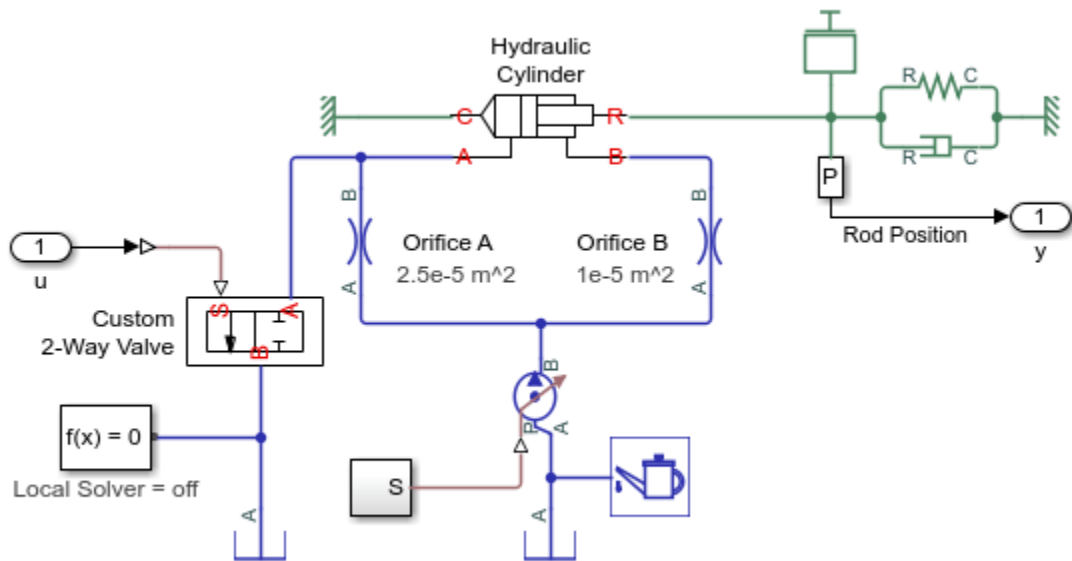 Hydraulic
Cylinder
C
R
R
C
A
B
R
C
P
1
u
B
Orifice A
2.5e-5 m^2
A
Orifice B
1e-5 m^2
B
A
Rod Position
1
y
S
A
Custom
2-Way Valve
B
B
P
A
f(x) = 0
Local Solver = off
S
A
A